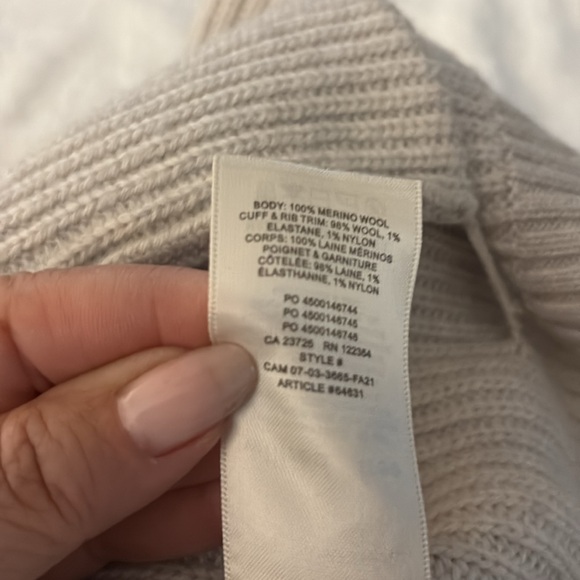 BODY: 100% MERINO WOOL
CUFF & RIB TRIM: 98% WOOL, 1%
ELASTANE, 1% NYLON
CORPS: 100% LAINE MÉRINOS
POIGNET & GARNITURE
CÔTELÉE: 98% LAINE, 1%
ÉLASTHANNE, 1% NYLON
PO 4500146744
PO 4500146745
PO 4500146746
CA 23725 RN 122364
STYLE #
CAM 07-03-3665-FA21
ARTICLE #64631